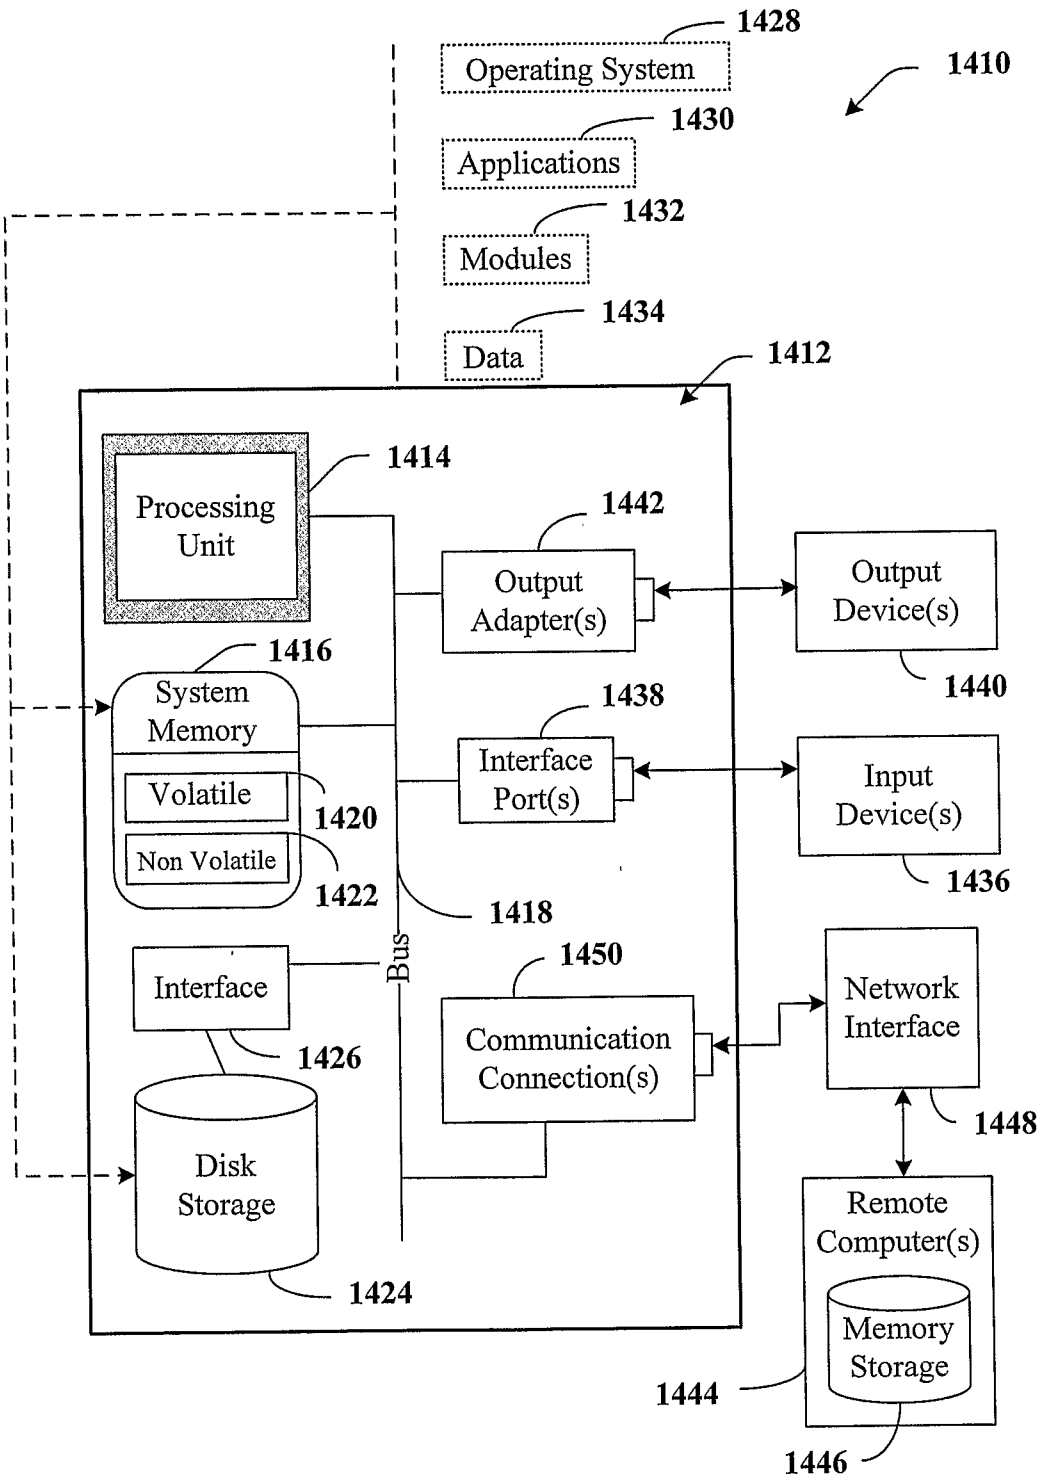 1428
Operating System
1410
1430
Applications
1432
Modules
1434
Data
1412
1414
Processing
Unit
1442
Output
Adapter(s)
Output
Device(s)
1440
1416
System
Memory
1438
Interface
Port(s)
Input
Device(s)
1436
Volatile
1420
Non Volatile
1422
1418
Bus
1450
Interface
1426
Communication
Connection(s)
Network
Interface
1448
Disk
Storage
1424
Remote
Computer(s)
Memory
Storage
1444
1446